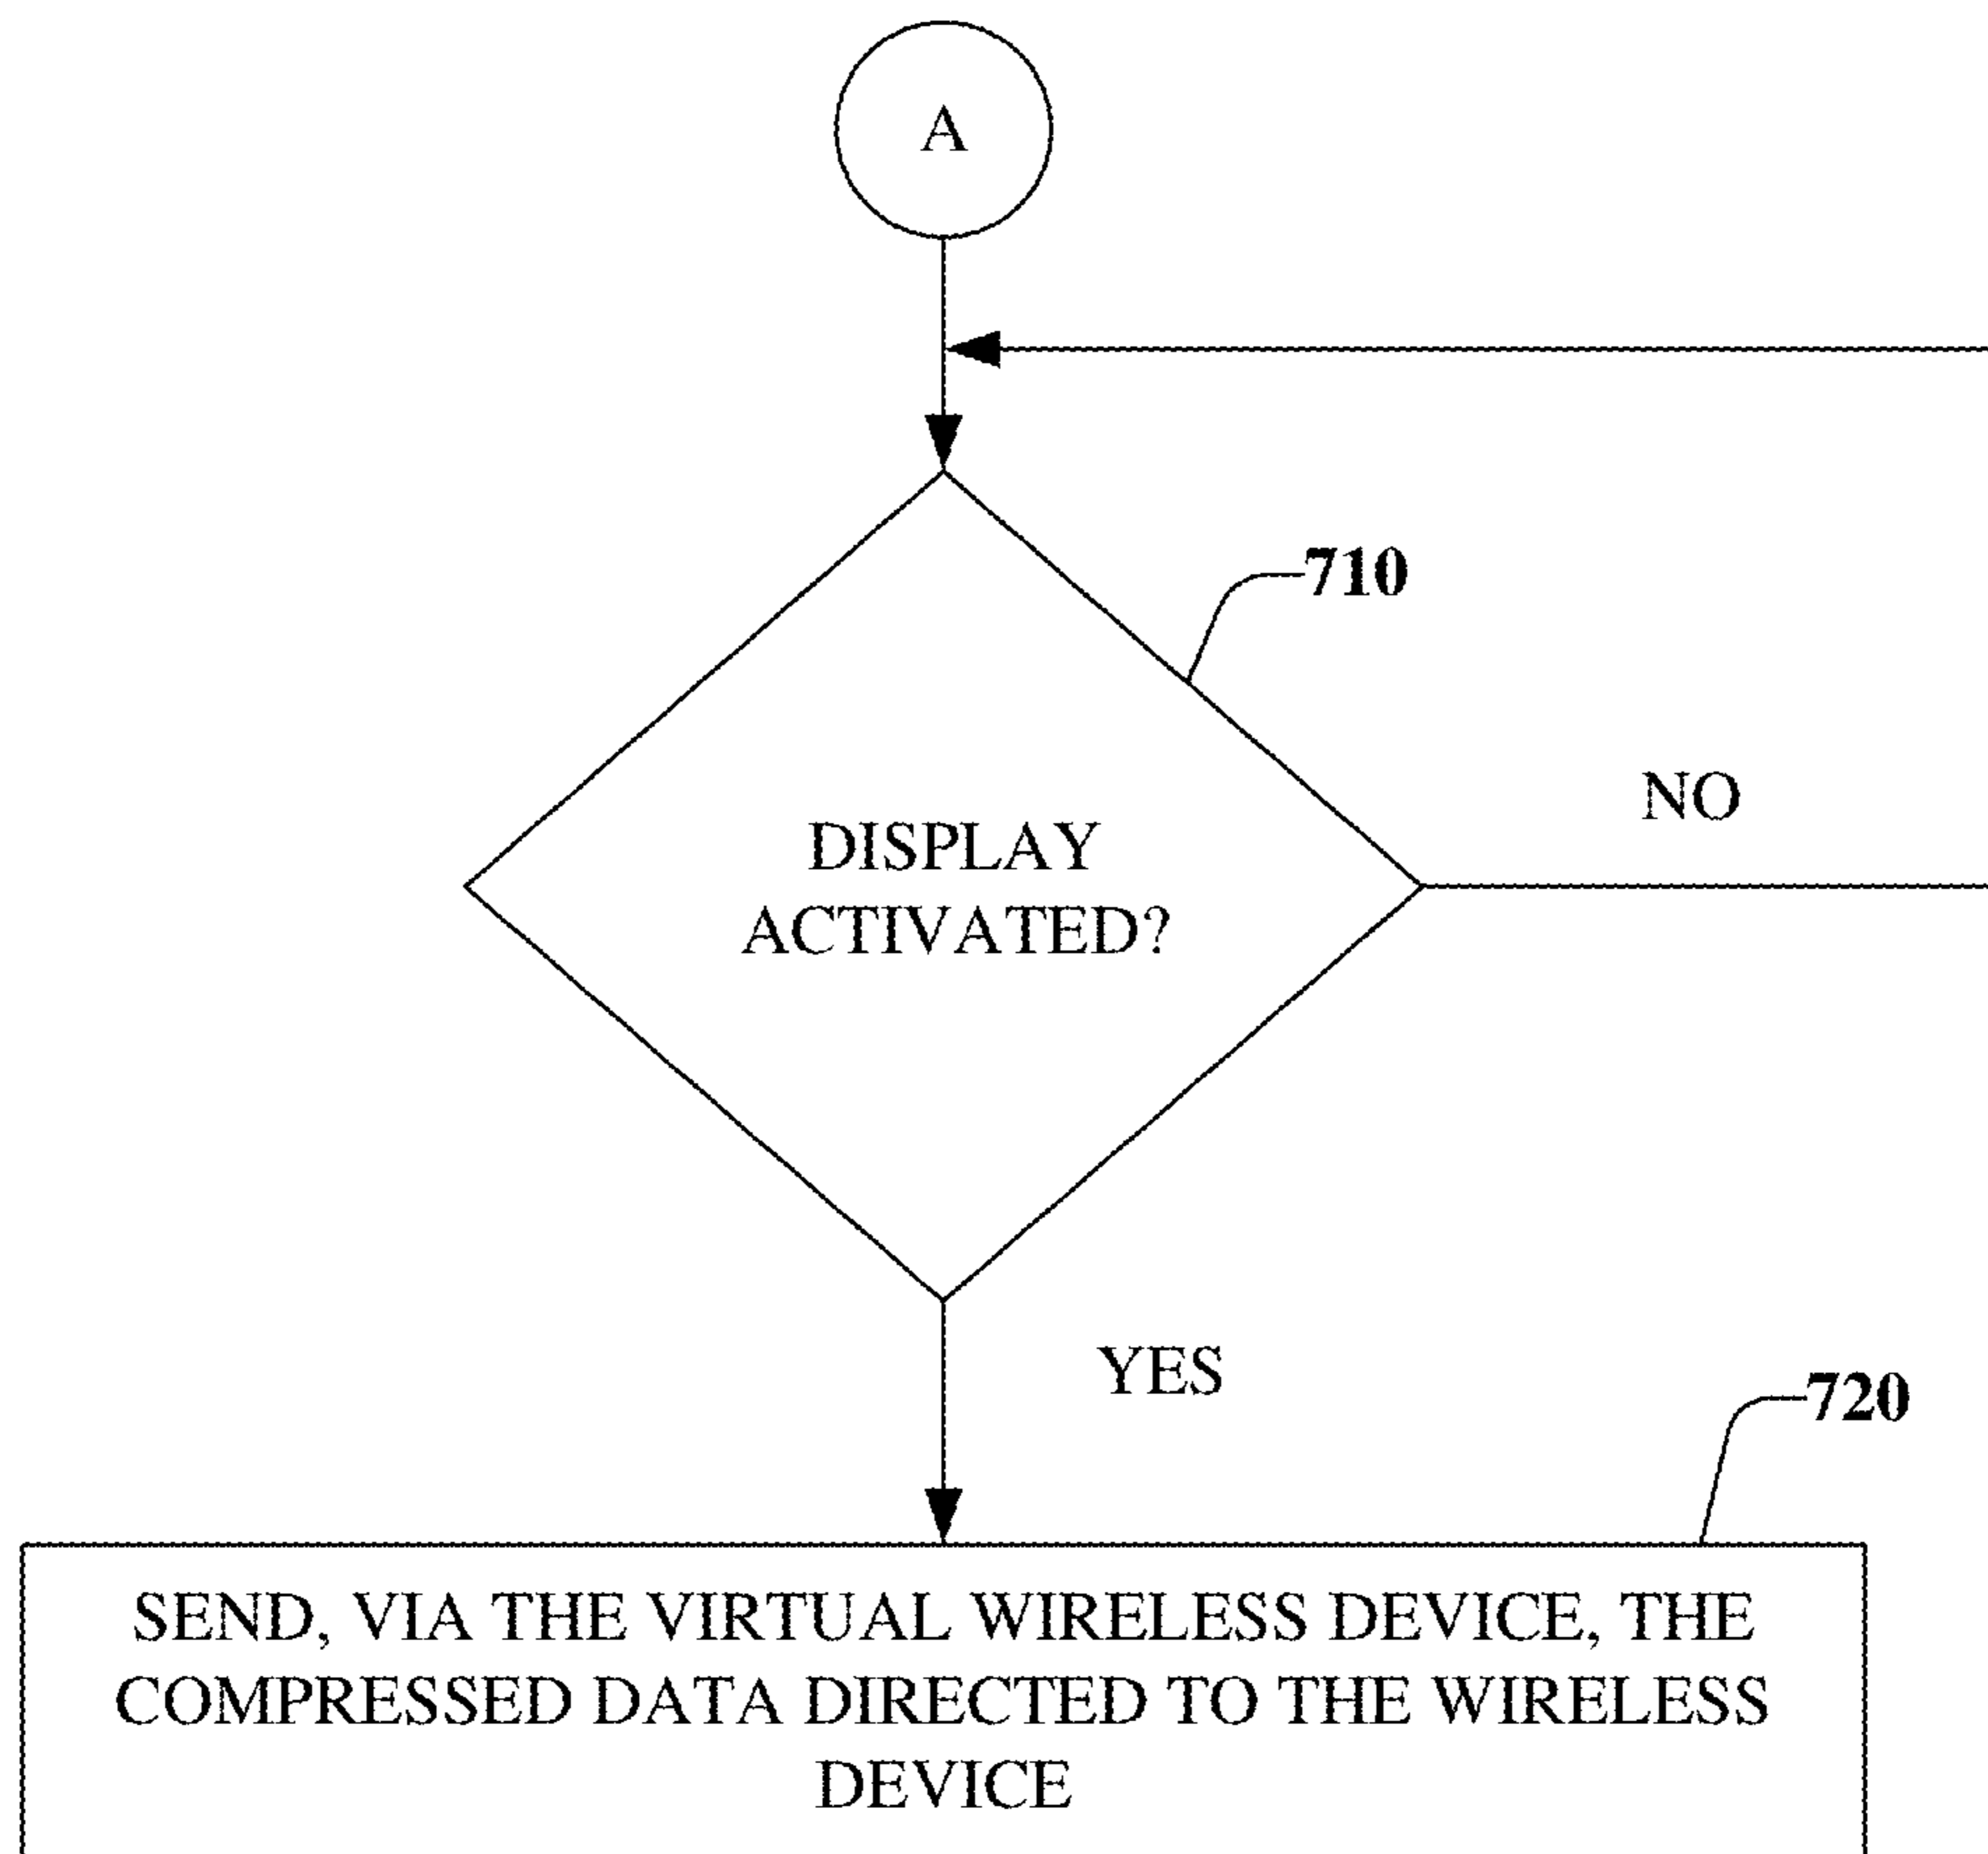 A
710
DISPLAY
ACTIVATED?
NO
YES
720
SEND, VIA THE VIRTUAL WIRELESS DEVICE, THE
COMPRESSED DATA DIRECTED TO THE WIRELESS
DEVICE